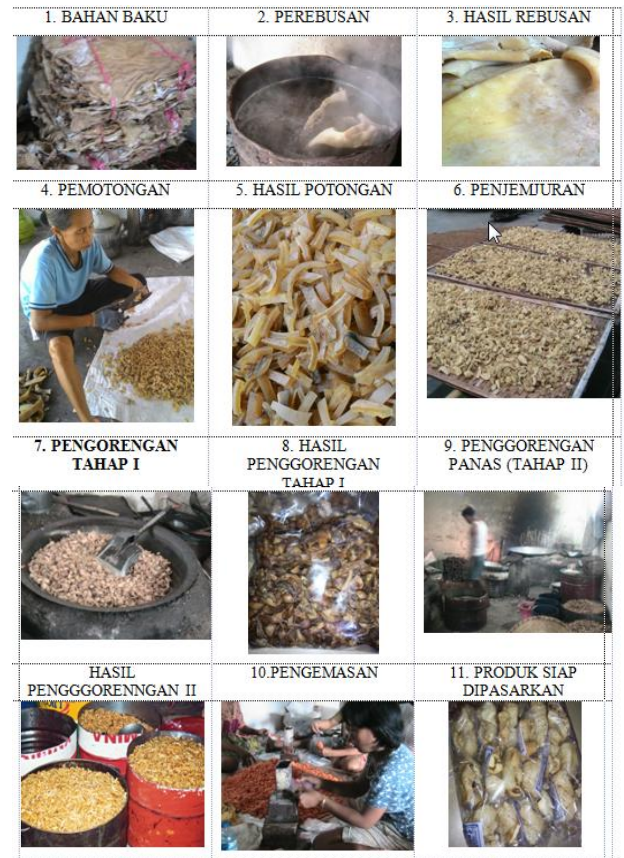 1. BAHAN BAKU
2. PEREBUSAN
3. HASIL REBUSAN
4. PEMOTONGAN
5. HASIL POTONGAN
6. PENJEMJURAN
7. PENGORENGAN
TAHAP I
8. HASIL
PENGGORENGAN
TAHAP I
9. PENGGORENGAN
PANAS (TAHAP II)
HASIL
PENGGGORENNGAN II
10.PENGEMASAN
11. PRODUK SIAP
DIPASARKAN